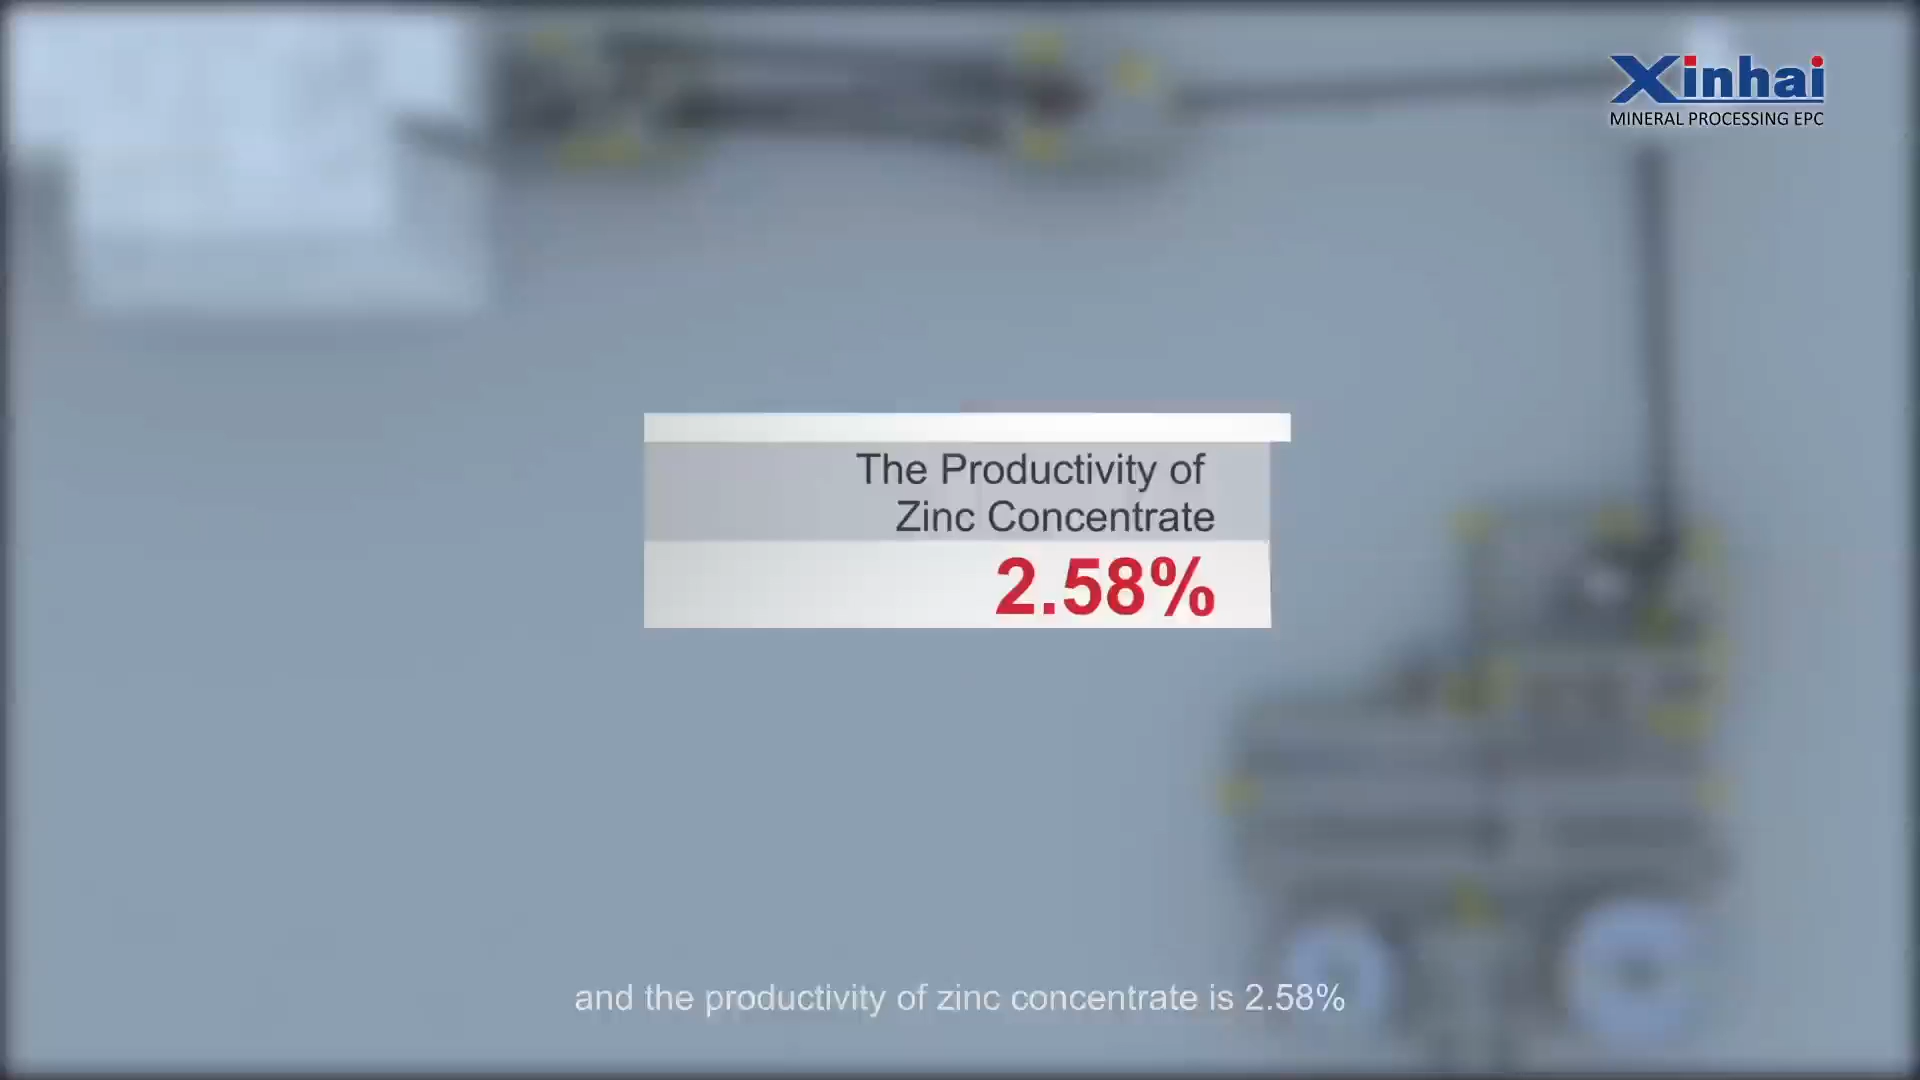 Xinhai
MINERAL PROCESSING EPC
The Productivity of
Zinc Concentrate
2.58%
and the productivity of zinc concentrate is 2.58%